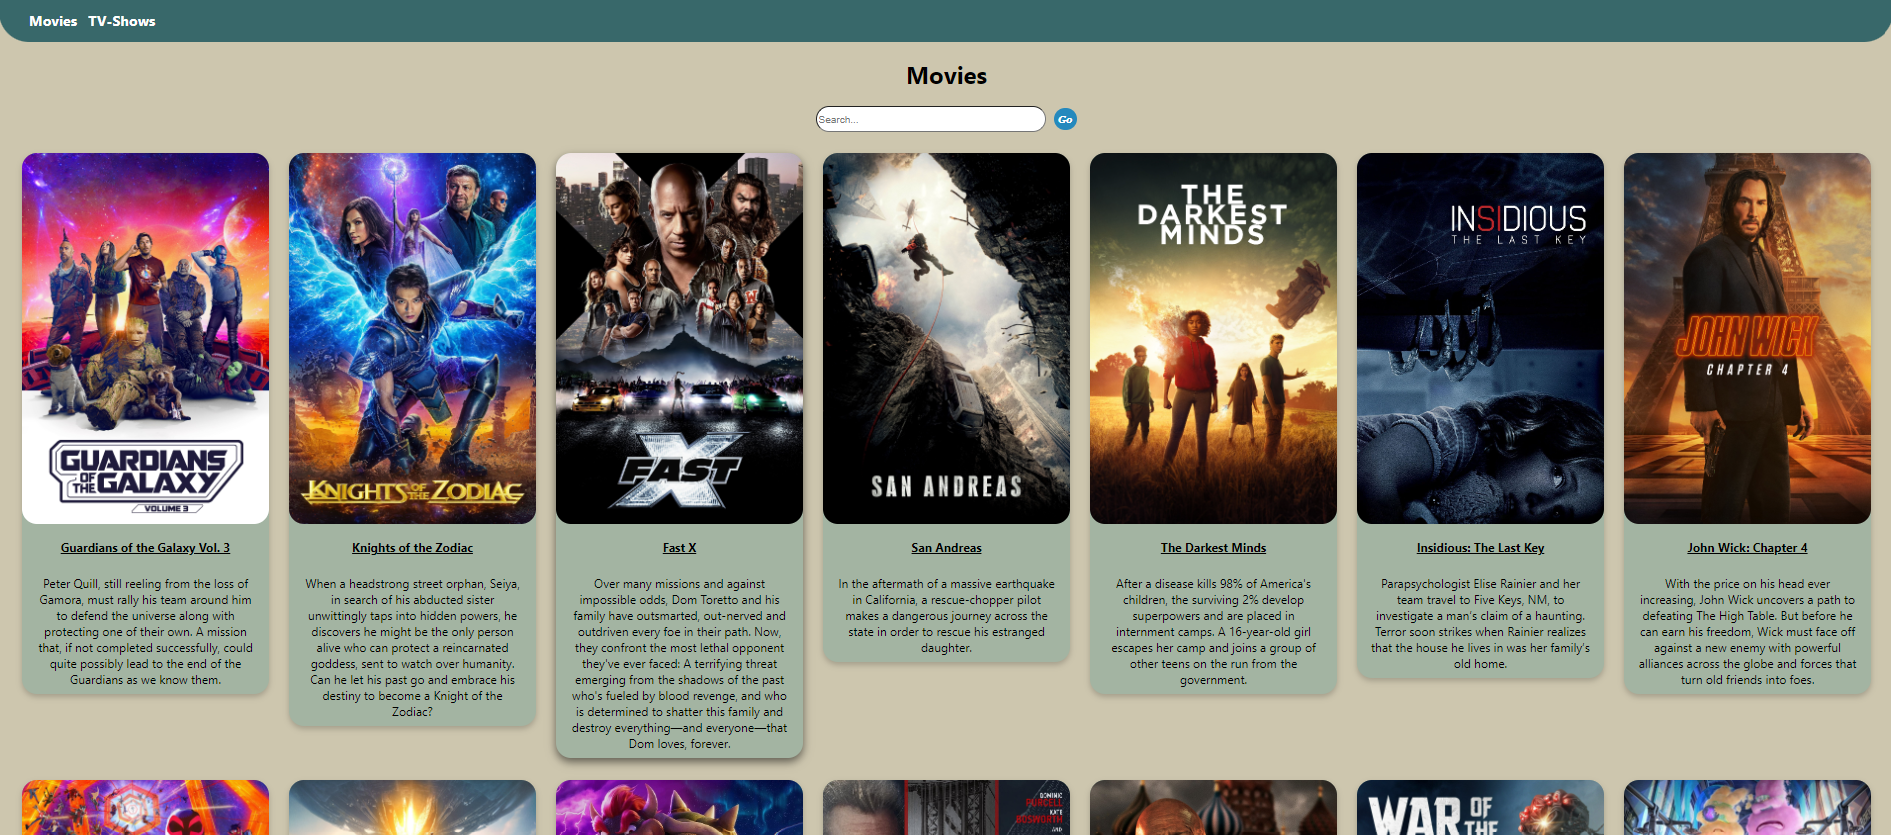 Movies TV-Shows
Movies
Search...
Go
GUARDIANS
OF THE GALAXY
VOLUME 3
KNIGHTS OF THE ZODIAC
FAST X
SAN ANDREAS
THE
DARKEST
MINDS
INSIDIOUS
THE LAST KEY
JOHN WICK
CHAPTER 4
Guardians of the Galaxy Vol. 3
Peter Quill, still reeling from the loss of
Gamora, must rally his team around him
to defend the universe along with
protecting one of their own. A mission
that, if not completed successfully, could
quite possibly lead to the end of the
Guardians as we know them.
Knights of the Zodiac
When a headstrong street orphan, Seiya,
in search of his abducted sister
unwittingly taps into hidden powers, he
discovers he might be the only person
alive who can protect a reincarnated
goddess, sent to watch over humanity.
Can he let his past go and embrace his
destiny to become a Knight of the
Zodiac?
Fast X
Over many missions and against
impossible odds, Dom Toretto and his
family have outsmarted, out-nerved and
outdriven every foe in their path. Now,
they confront the most lethal opponent
they've ever faced: A terrifying threat
emerging from the shadows of the past
who's fueled by blood revenge, and who
is determined to shatter this family and
destroy everything—and everyone—that
Dom loves, forever.
San Andreas
In the aftermath of a massive earthquake
in California, a rescue-chopper pilot
makes a dangerous journey across the
state in order to rescue his estranged
daughter.
The Darkest Minds
After a disease kills 98% of America's
children, the surviving 2% develop
superpowers and are placed in
internment camps. A 16-year-old girl
escapes her camp and joins a group of
other teens on the run from the
government.
Insidious: The Last Key
Parapsychologist Elise Rainier and her
team travel to Five Keys, NM, to
investigate a man's claim of a haunting.
Terror soon strikes when Rainier realizes
that the house he lives in was her family's
old home.
John Wick: Chapter 4
With the price on his head ever
increasing, John Wick uncovers a path to
defeating The High Table. But before he
can earn his freedom, Wick must face off
against a new enemy with powerful
alliances across the globe and forces that
turn old friends into foes.
DOMINIC
PURCELL
KATE
BOSWORTH
AND
WAR OF
THE